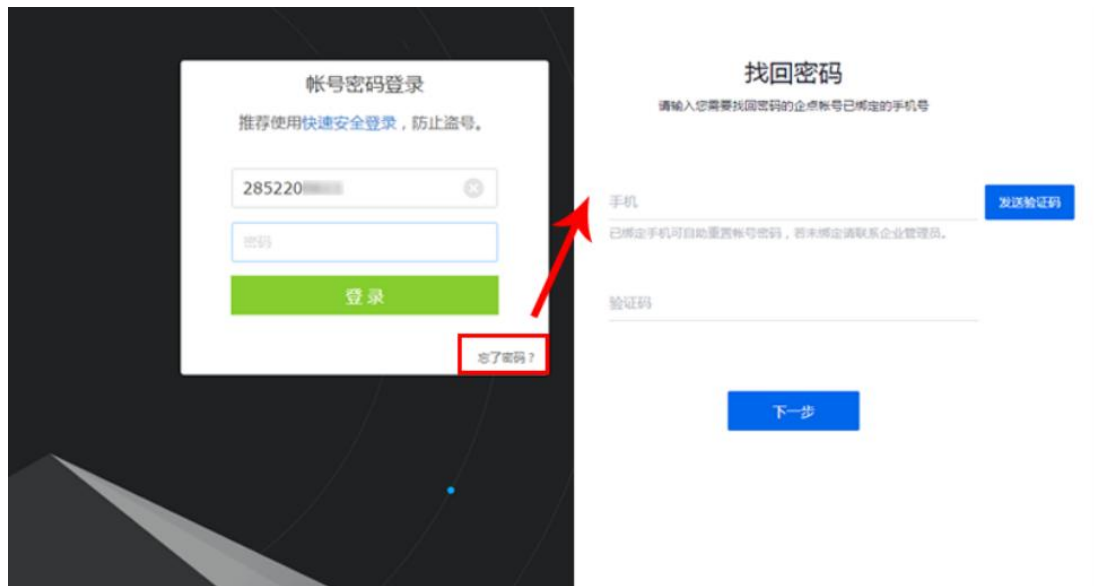 帐号密码登录
推荐使用快速安全登录，防止盗号。
285220
密码
登 录
忘了密码？
找回密码
请输入您需要找回密码的企点帐号已绑定的手机号
手机
发送验证码
已绑定手机可自助重置帐号密码，若未绑定请联系企业管理员。
验证码
下一步